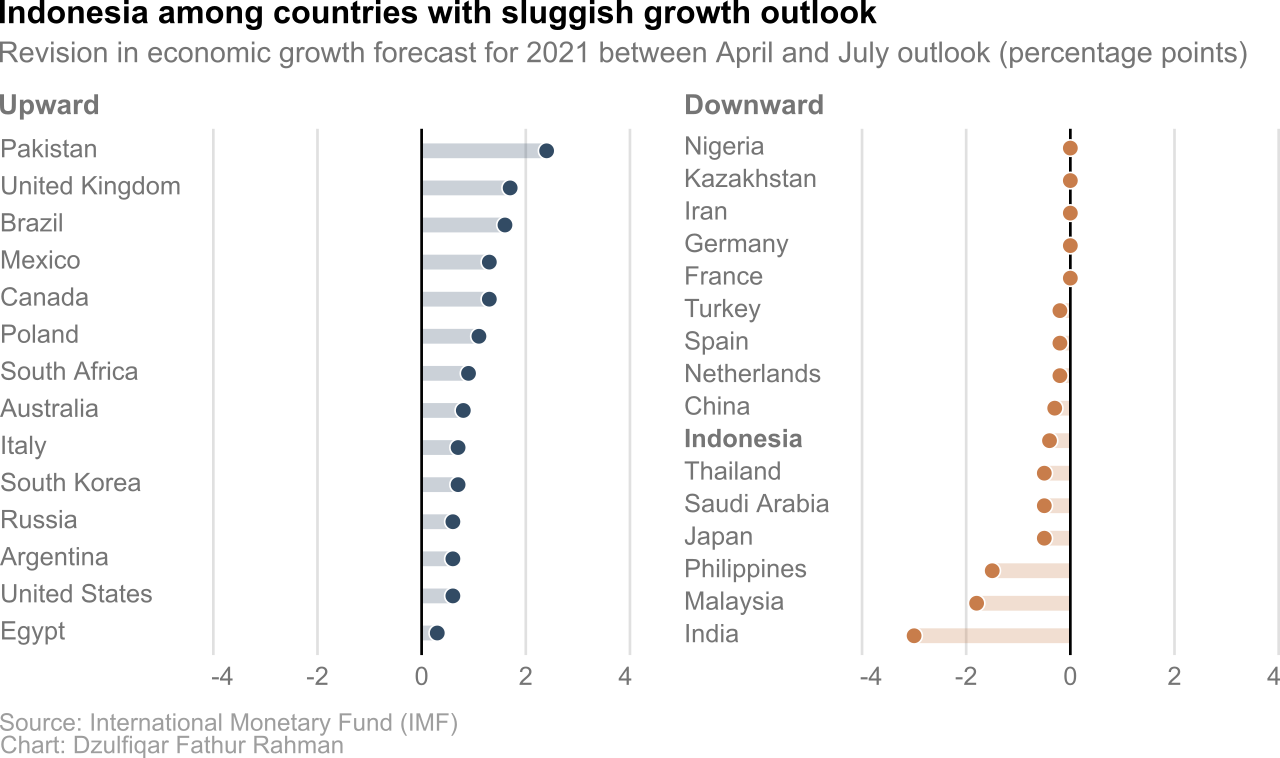 Indonesia among countries with sluggish growth outlook
Revision in economic growth forecast for 2021 between April and July outlook (percentage points)
Upward
Pakistan
United Kingdom
Brazil
Mexico
Canada
Poland
South Africa
Australia
Italy
South Korea
Russia
Argentina
United States
Egypt
-4 -2 0 2 4
Downward
Nigeria
Kazakhstan
Iran
Germany
France
Turkey
Spain
Netherlands
China
Indonesia
Thailand
Saudi Arabia
Japan
Philippines
Malaysia
India
-4 -2 0 2 4
Source: International Monetary Fund (IMF)
Chart: Dzulfiqar Fathur Rahman